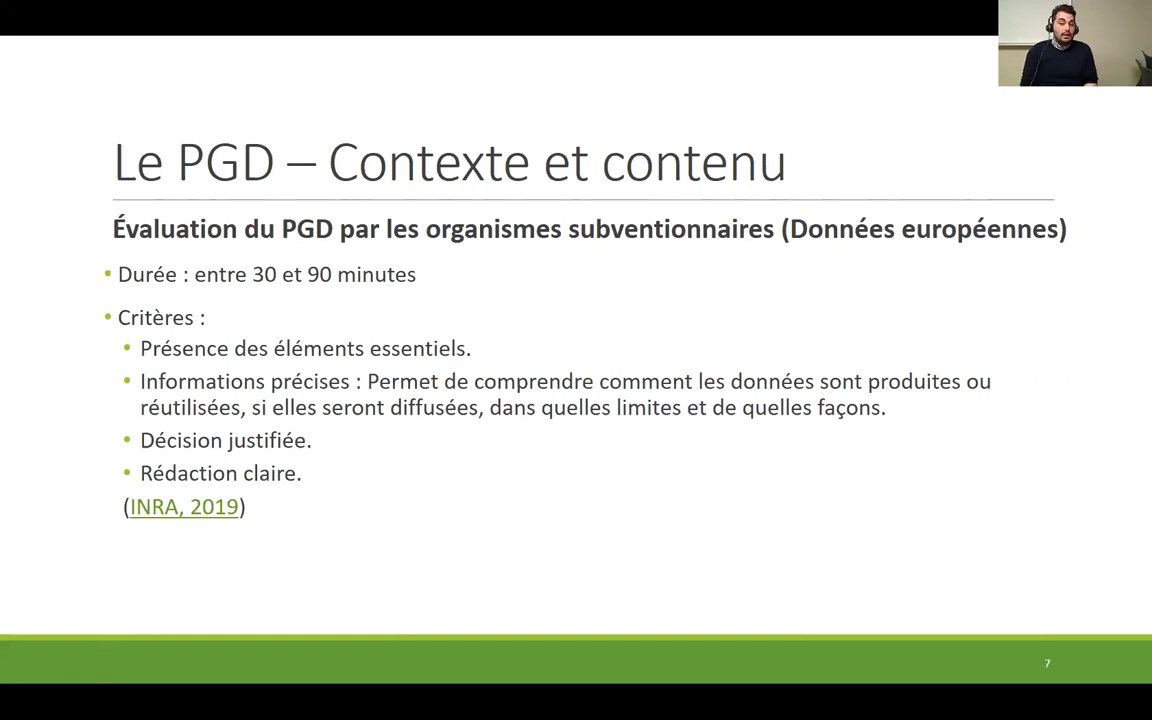 Le PGD – Contexte et contenu
Évaluation du PGD par les organismes subventionnaires (Données européennes)
• Durée : entre 30 et 90 minutes
• Critères :
• Présence des éléments essentiels.
• Informations précises : Permet de comprendre comment les données sont produites ou
réutilisées, si elles seront diffusées, dans quelles limites et de quelles façons.
• Décision justifiée.
• Rédaction claire.
(INRA, 2019)
7